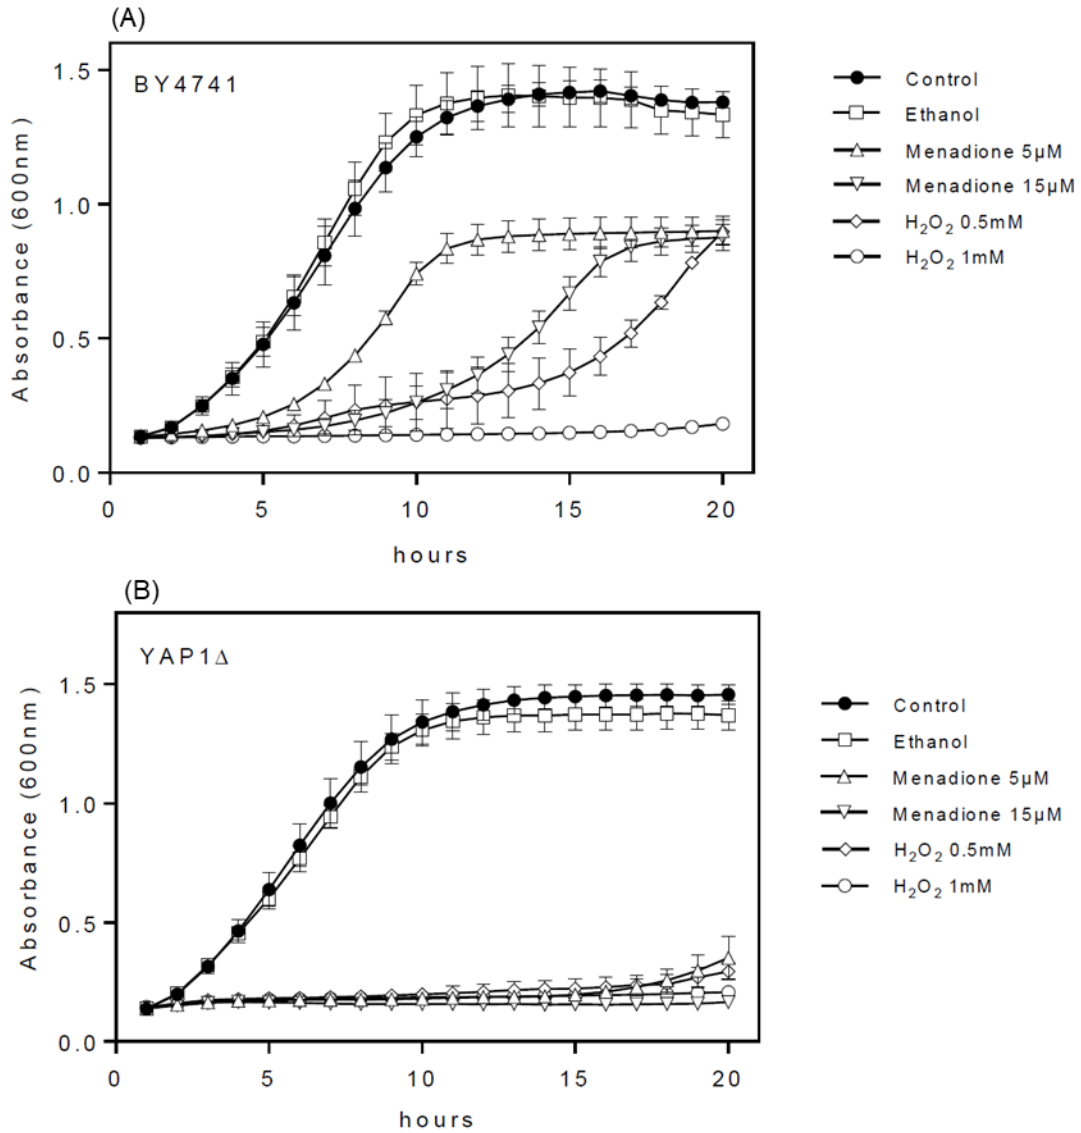 (A)
BY4741
Absorbance (600nm)
1.5
1.0
0.5
0.0
0 5 10 15 20
hours
Control
Ethanol
Menadione 5µM
Menadione 15µM
H₂O₂ 0.5mM
H₂O₂ 1mM
(B)
YAP1Δ
Absorbance (600nm)
1.5
1.0
0.5
0.0
0 5 10 15 20
hours
Control
Ethanol
Menadione 5µM
Menadione 15µM
H₂O₂ 0.5mM
H₂O₂ 1mM